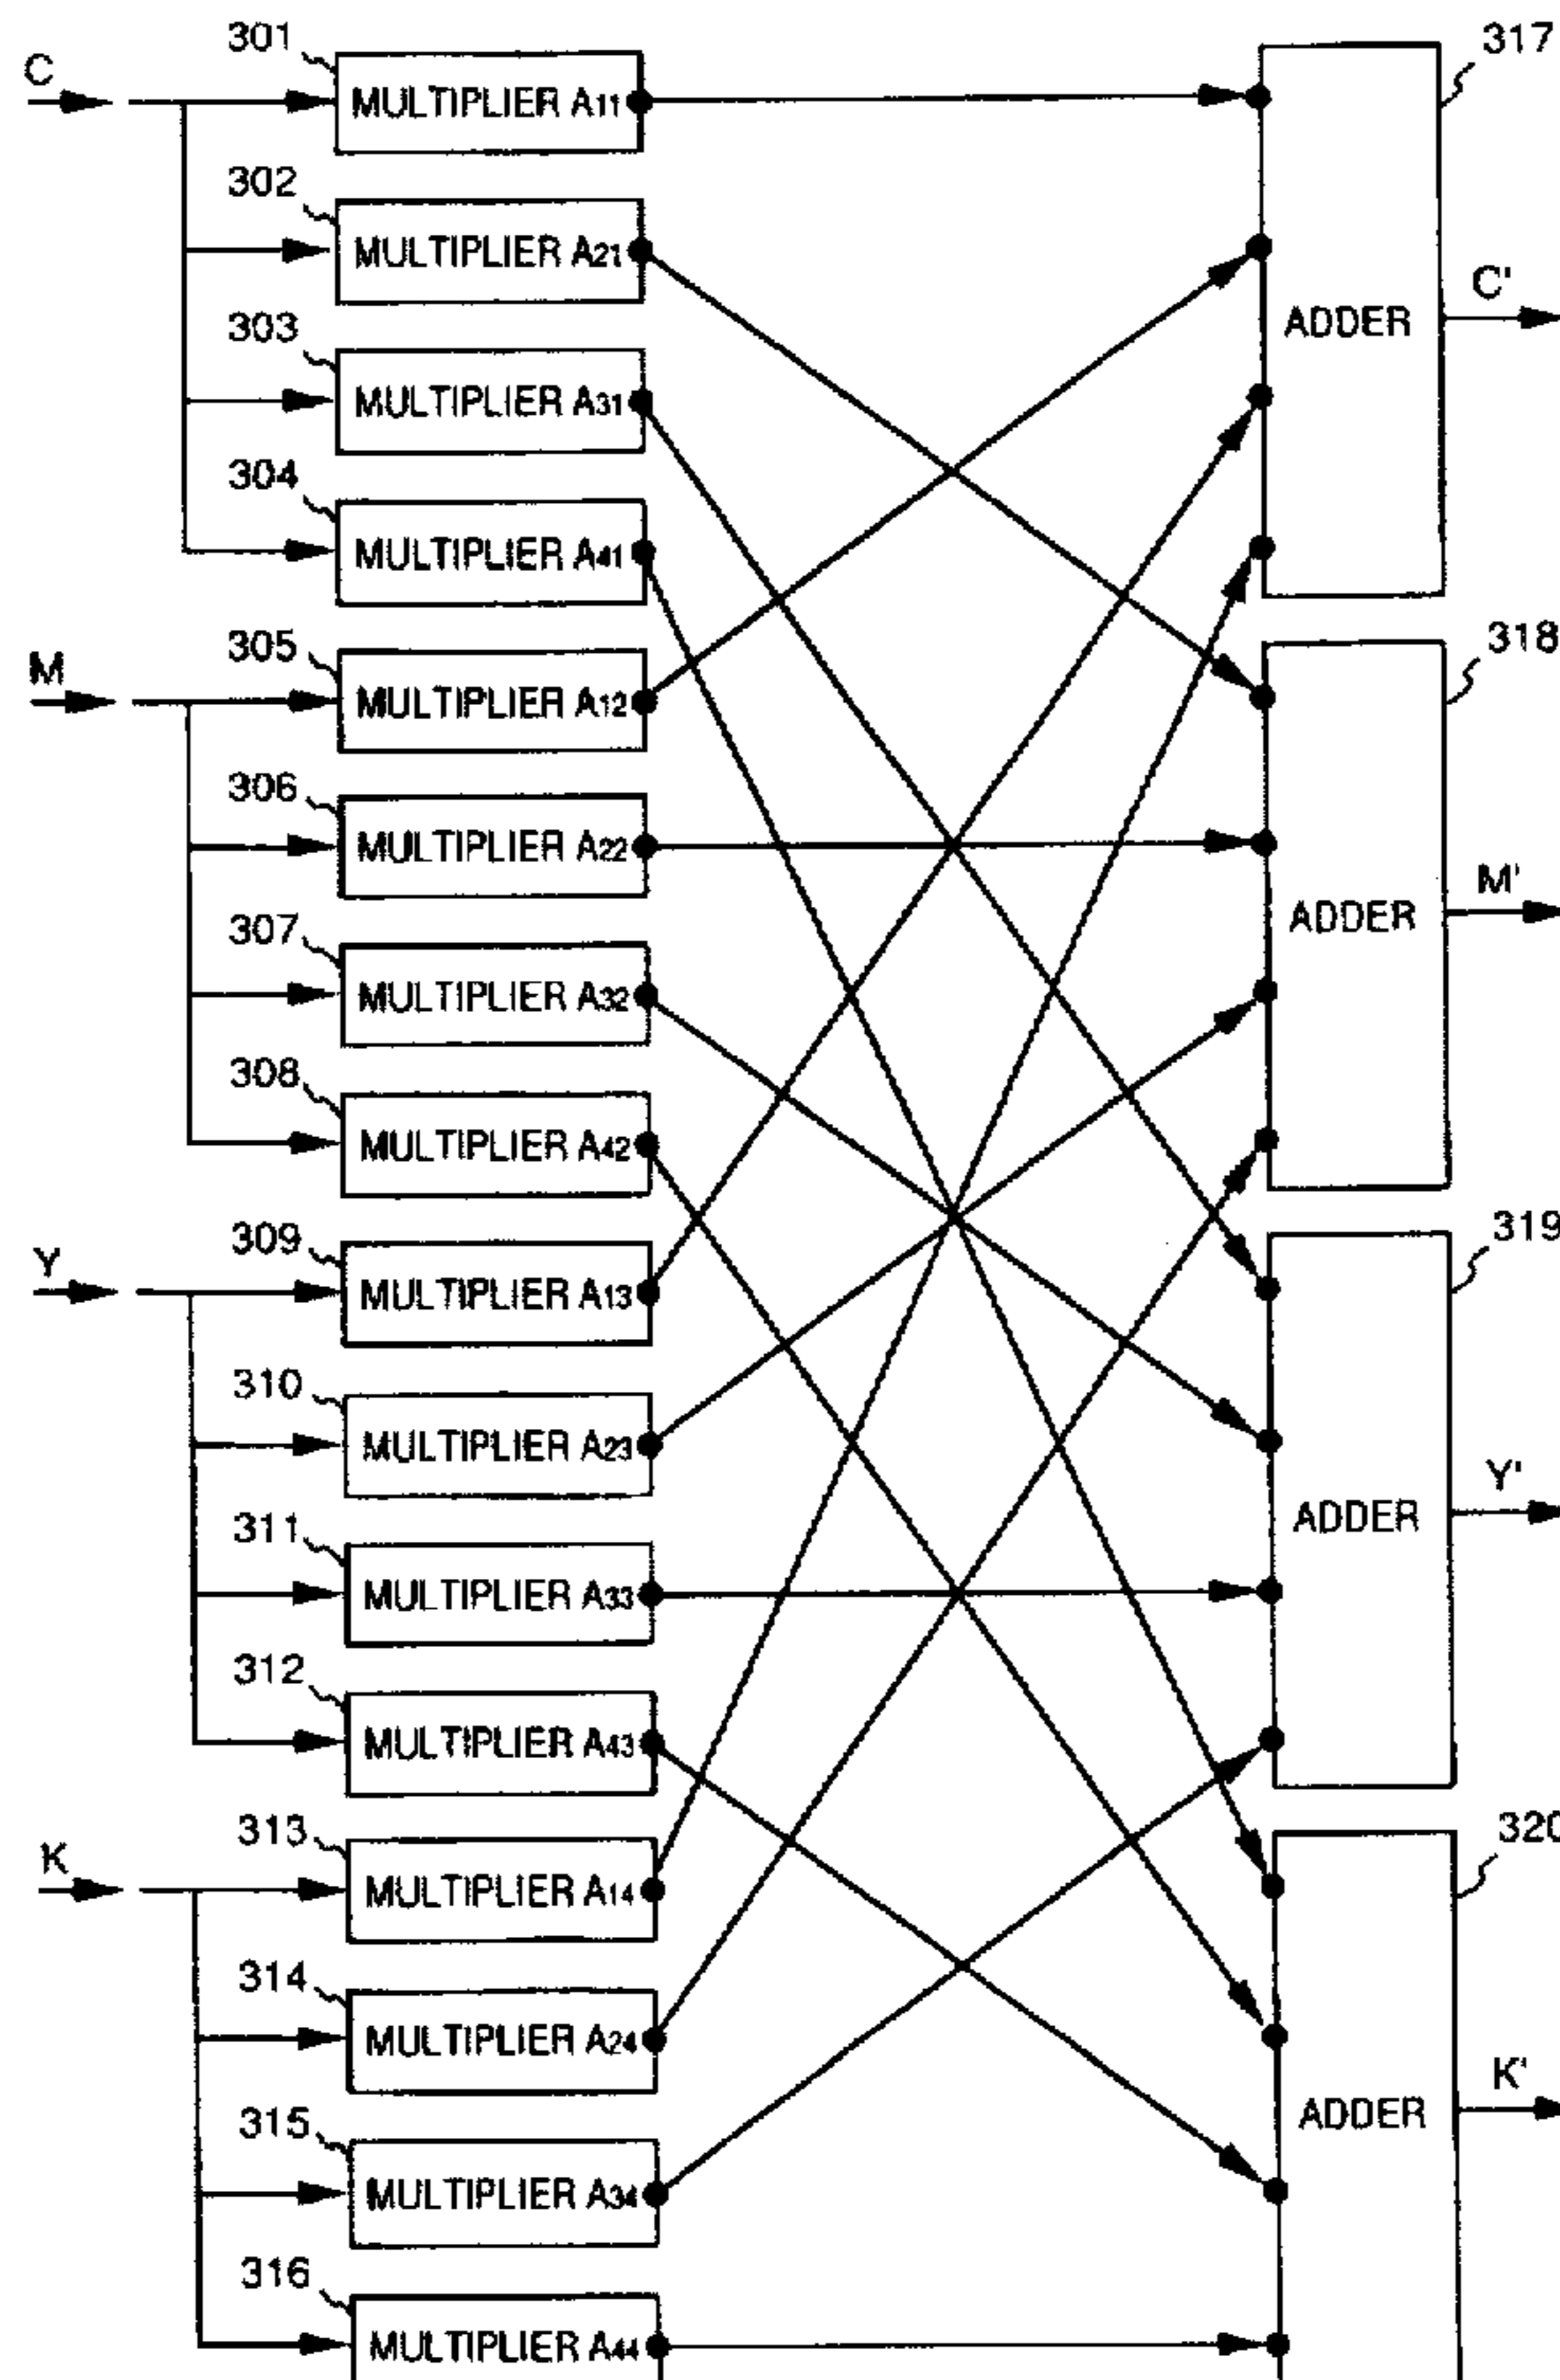 301
C
MULTIPLIER A11
317
302
MULTIPLIER A21
C'
ADDER
303
MULTIPLIER A31
304
MULTIPLIER A41
305
M
MULTIPLIER A12
318
306
MULTIPLIER A22
M'
ADDER
307
MULTIPLIER A32
308
MULTIPLIER A42
309
Y
MULTIPLIER A13
319
310
MULTIPLIER A23
Y'
ADDER
311
MULTIPLIER A33
312
MULTIPLIER A43
313
K
MULTIPLIER A14
320
314
MULTIPLIER A24
K'
ADDER
315
MULTIPLIER A34
316
MULTIPLIER A44